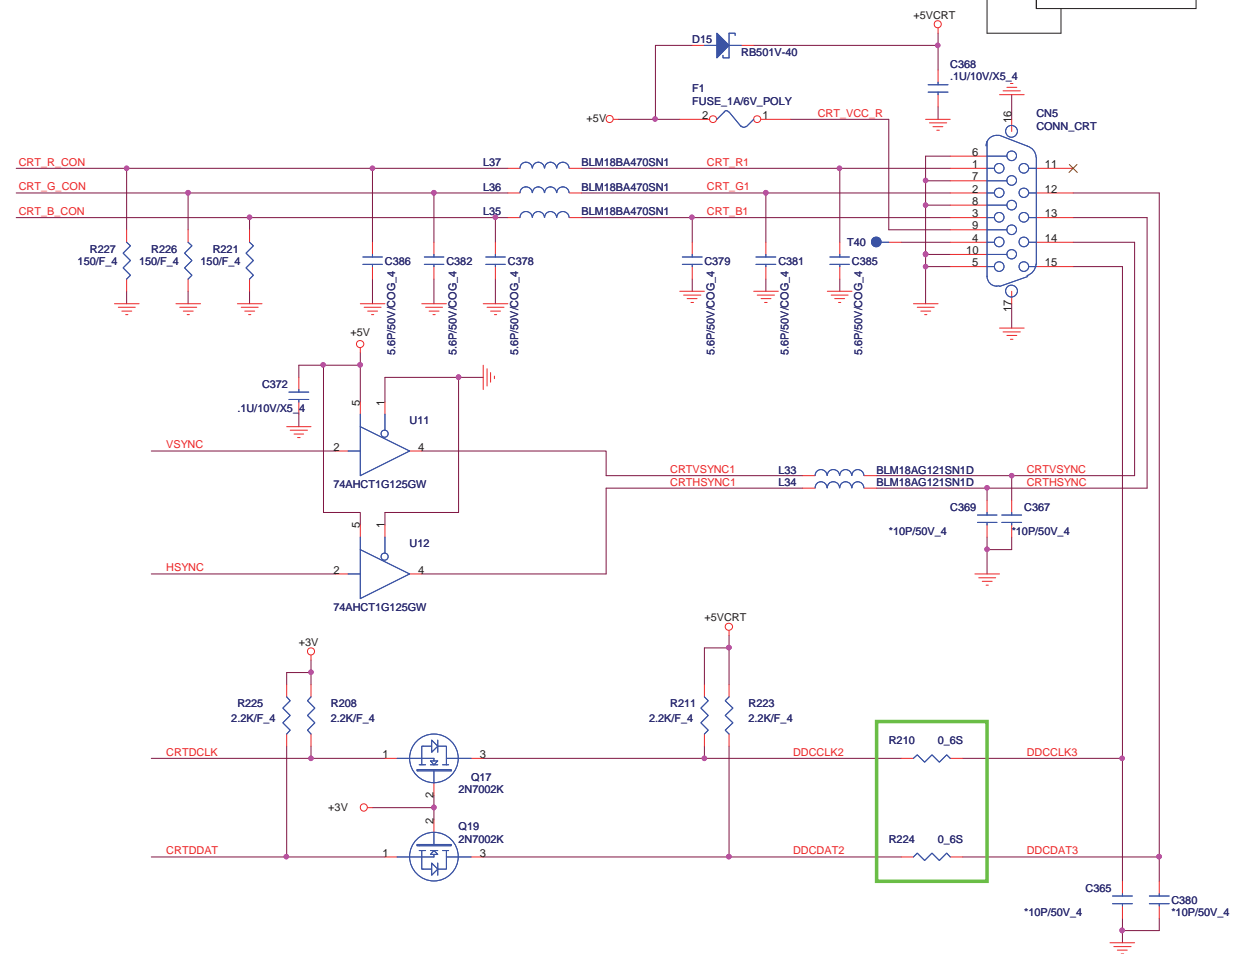 +5VCRT
D15
RB501V-40
C368
.1U/10V/X5_4
F1
FUSE_1A/6V_POLY
+5V
2
1
CRT_VCC_R
16
CN5
CONN_CRT
CRT_R_CON
L37
BLM18BA470SN1
CRT_R1
CRT_G_CON
L36
BLM18BA470SN1
CRT_G1
CRT_B_CON
L35
BLM18BA470SN1
CRT_B1
6
1
7
2
8
3
9
4
10
5
11
12
13
14
15
17
T40
R227
150/F_4
R226
150/F_4
R221
150/F_4
C386
5.6P/50V/COG_4
C382
5.6P/50V/COG_4
C378
5.6P/50V/COG_4
C379
5.6P/50V/COG_4
C381
5.6P/50V/COG_4
C385
5.6P/50V/COG_4
+5V
C372
.1U/10V/X5_4
5
1
U11
VSYNC
2
4
74AHCT1G125GW
CRTVSYNC1
L33
BLM18AG121SN1D
CRTVSYNC
CRTHSYNC1
L34
BLM18AG121SN1D
CRTHSYNC
C369
C367
*10P/50V_4
*10P/50V_4
5
1
U12
HSYNC
2
4
74AHCT1G125GW
+3V
+5VCRT
R225
2.2K/F_4
R208
2.2K/F_4
R211
2.2K/F_4
R223
2.2K/F_4
CRTDCLK
1
3
Q17
2N7002K
2
DDCCLK2
R210
0_6S
DDCCLK3
+3V
2
Q19
2N7002K
CRTDDAT
1
3
DDCDAT2
R224
0_6S
DDCDAT3
C365
*10P/50V_4
C380
*10P/50V_4